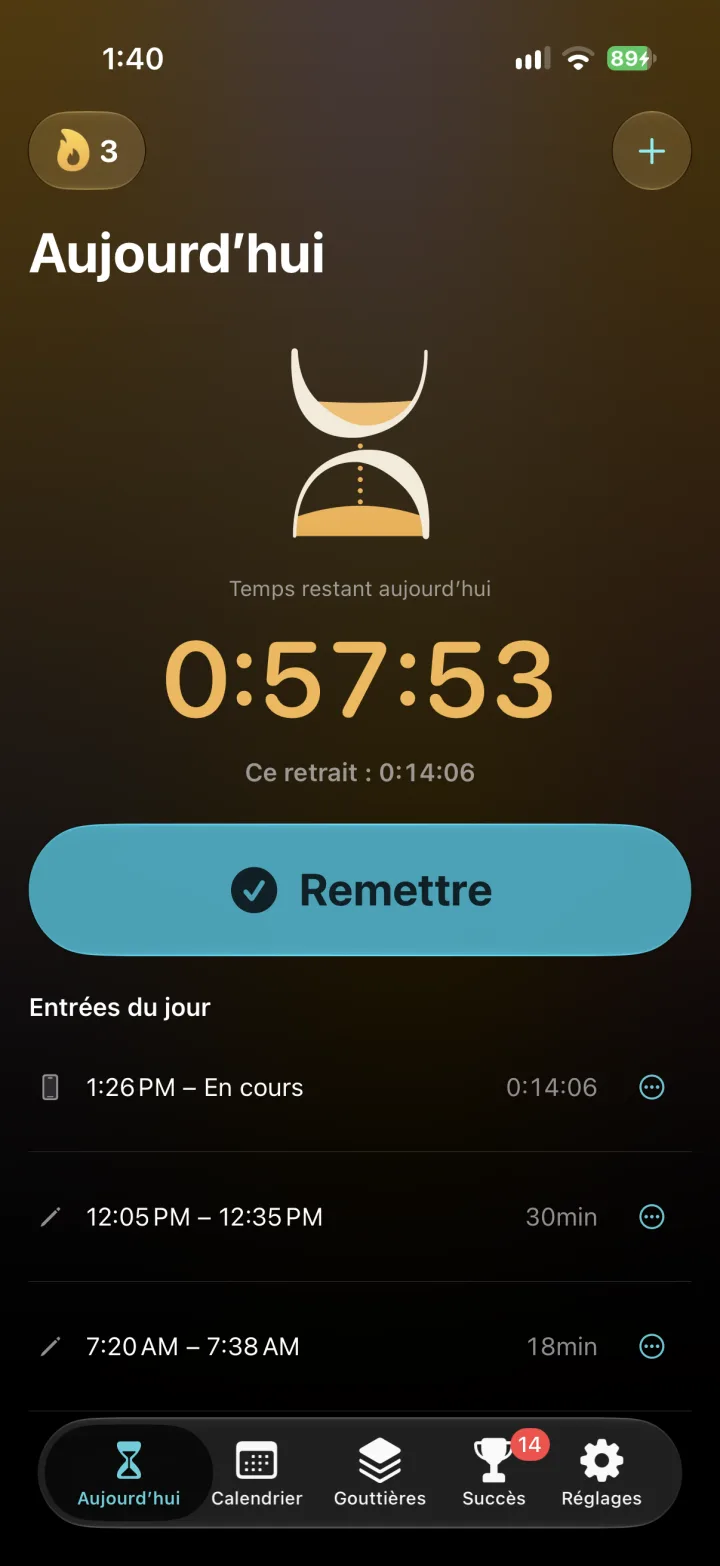 1:40
89
3
Aujourd’hui
Temps restant aujourd’hui
0:57:53
Ce retrait : 0:14:06
Remettre
Entrées du jour
1:26 PM – En cours 0:14:06
12:05 PM – 12:35 PM 30min
7:20 AM – 7:38 AM 18min
14
Aujourd’hui Calendrier Gouttières Succès Réglages